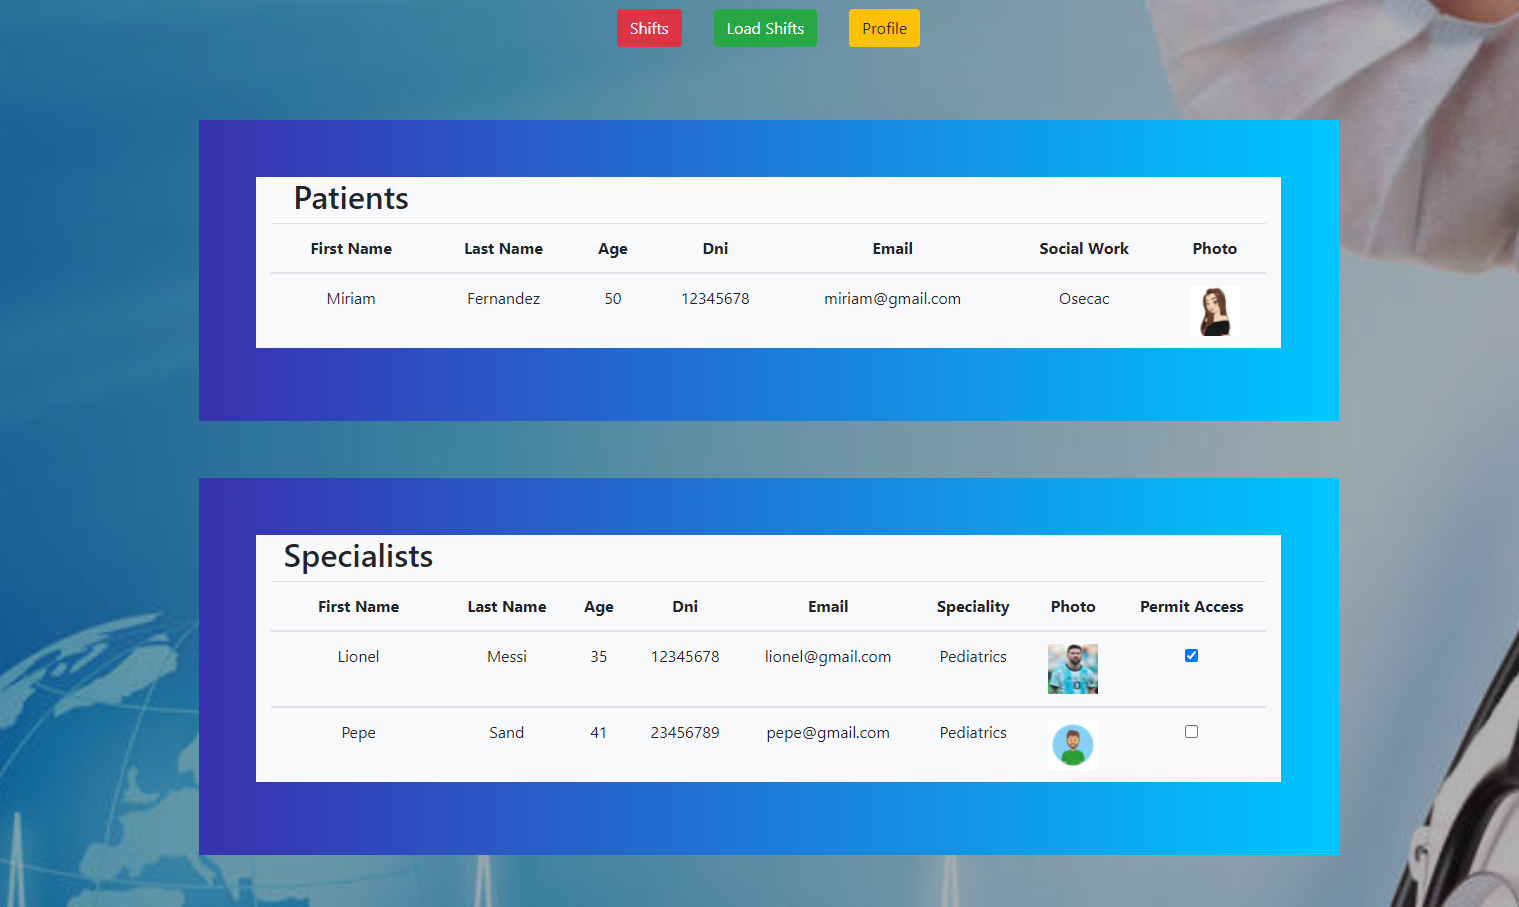 Shifts Load Shifts Profile
Patients
First Name Last Name Age Dni Email Social Work Photo
Miriam Fernandez 50 12345678 miriam@gmail.com Osecac
Specialists
First Name Last Name Age Dni Email Speciality Photo Permit Access
Lionel Messi 35 12345678 lionel@gmail.com Pediatrics
Pepe Sand 41 23456789 pepe@gmail.com Pediatrics